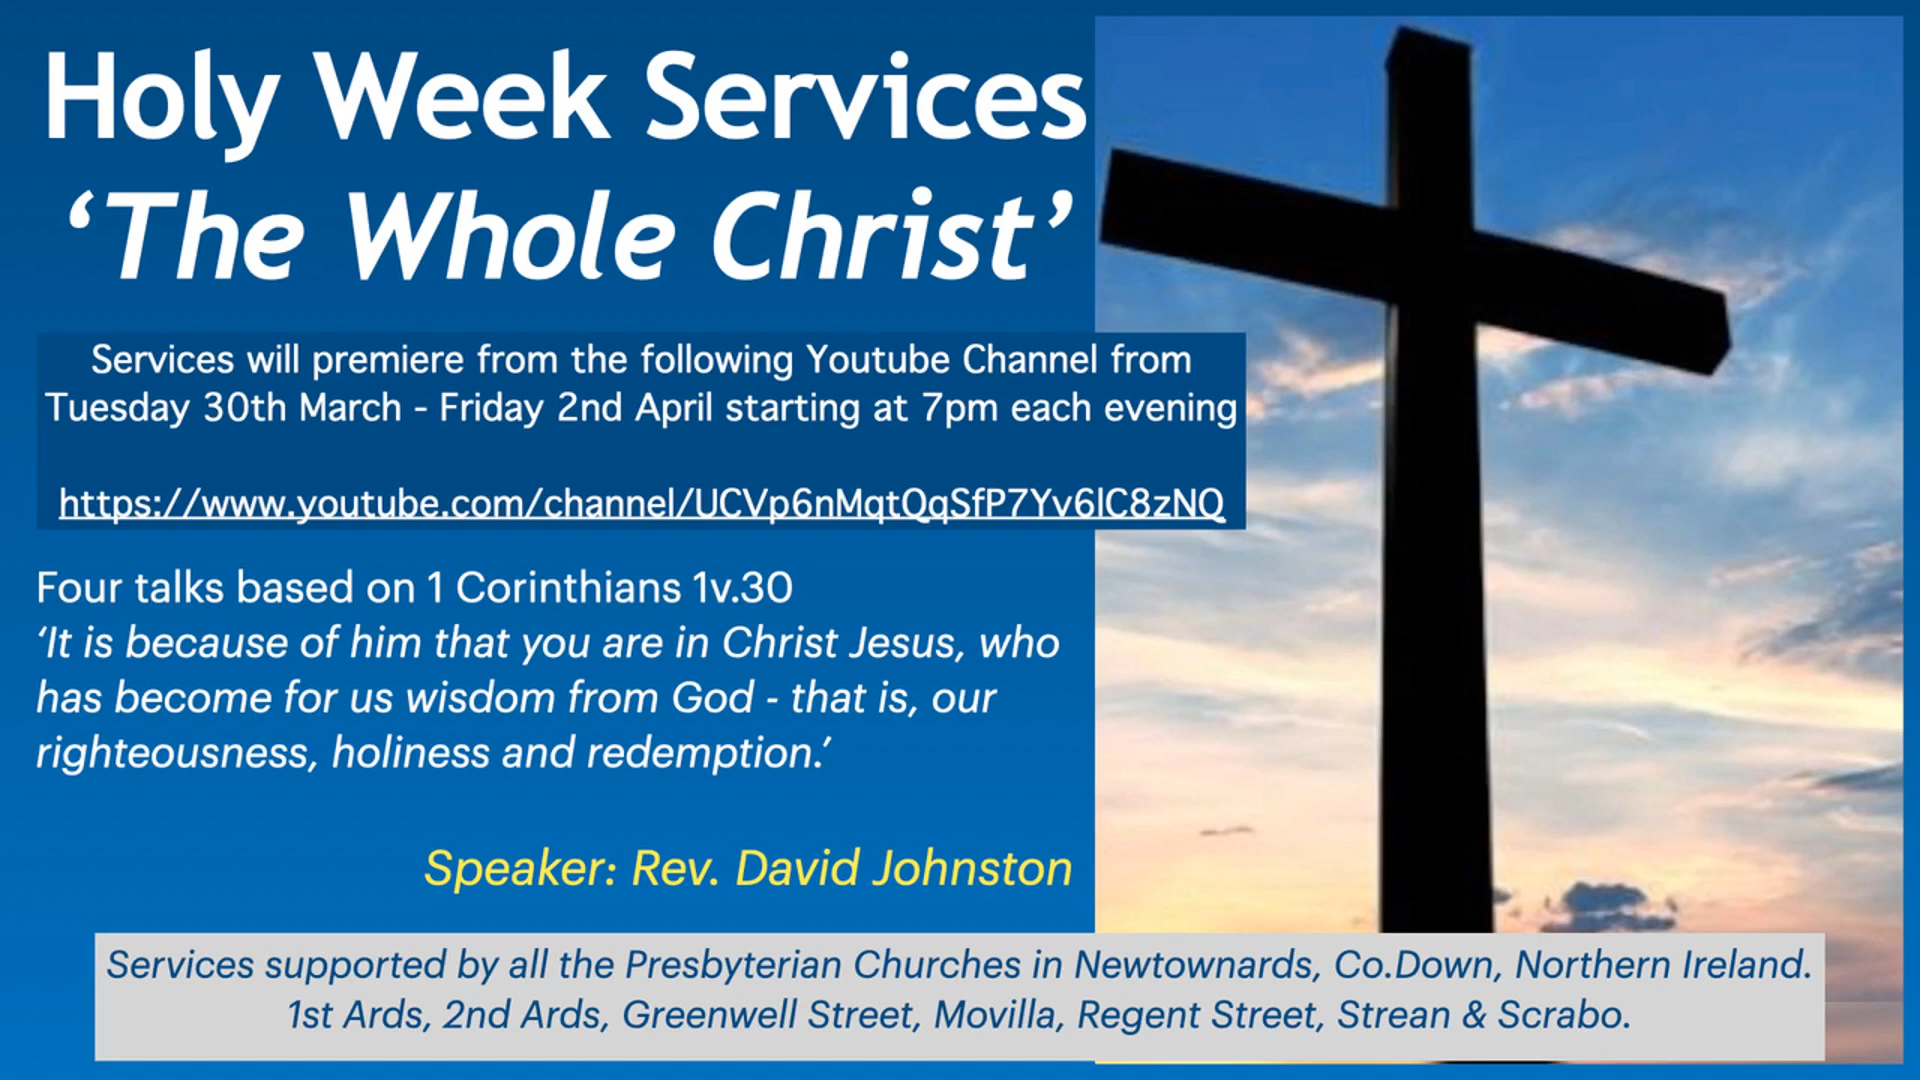 Holy Week Services
‘The Whole Christ’
Services will premiere from the following Youtube Channel from
Tuesday 30th March - Friday 2nd April starting at 7pm each evening
https://www.youtube.com/channel/UCVp6nMqtQqSfP7Yv6lC8zNQ
Four talks based on 1 Corinthians 1v.30
‘It is because of him that you are in Christ Jesus, who
has become for us wisdom from God - that is, our
righteousness, holiness and redemption.’
Speaker: Rev. David Johnston
Services supported by all the Presbyterian Churches in Newtownards, Co.Down, Northern Ireland.
1st Ards, 2nd Ards, Greenwell Street, Movilla, Regent Street, Strean & Scrabo.